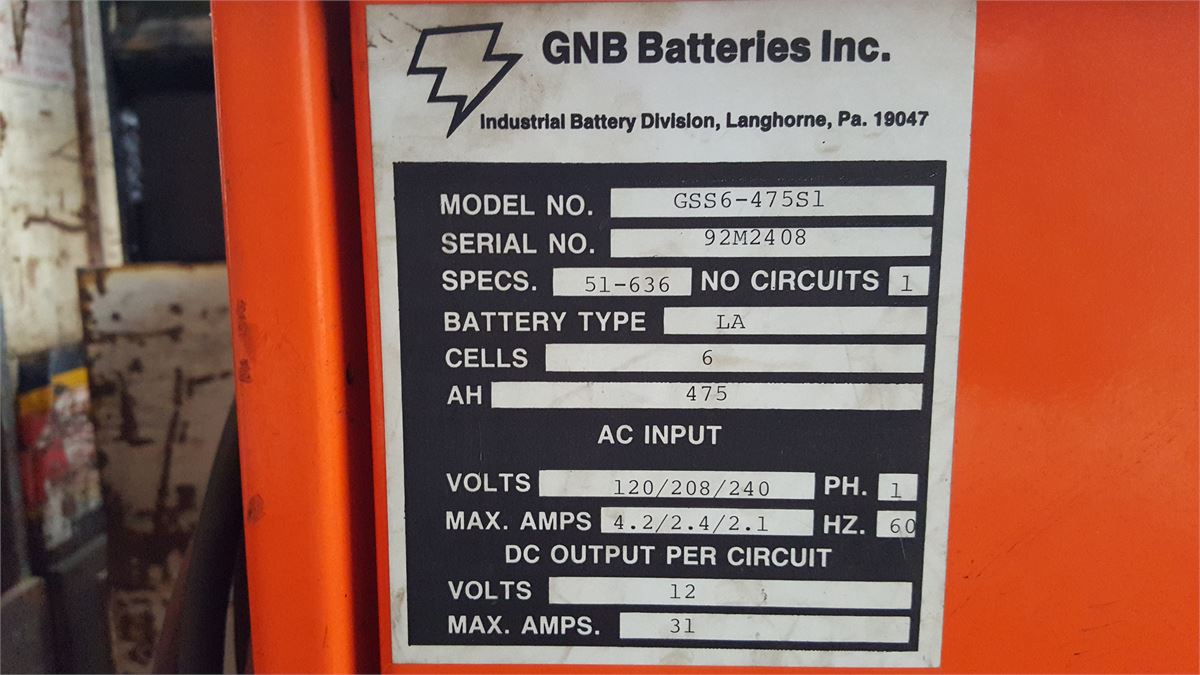 GNB Batteries Inc.
Industrial Battery Division, Langhorne, Pa. 19047
MODEL NO. GSS6-475S1
SERIAL NO. 92M2408
SPECS. 51-636 NO CIRCUITS 1
BATTERY TYPE LA
CELLS 6
AH 475
AC INPUT
VOLTS 120/208/240 PH. 1
MAX. AMPS 4.2/2.4/2.1 HZ. 60
DC OUTPUT PER CIRCUIT
VOLTS 12
MAX. AMPS. 31